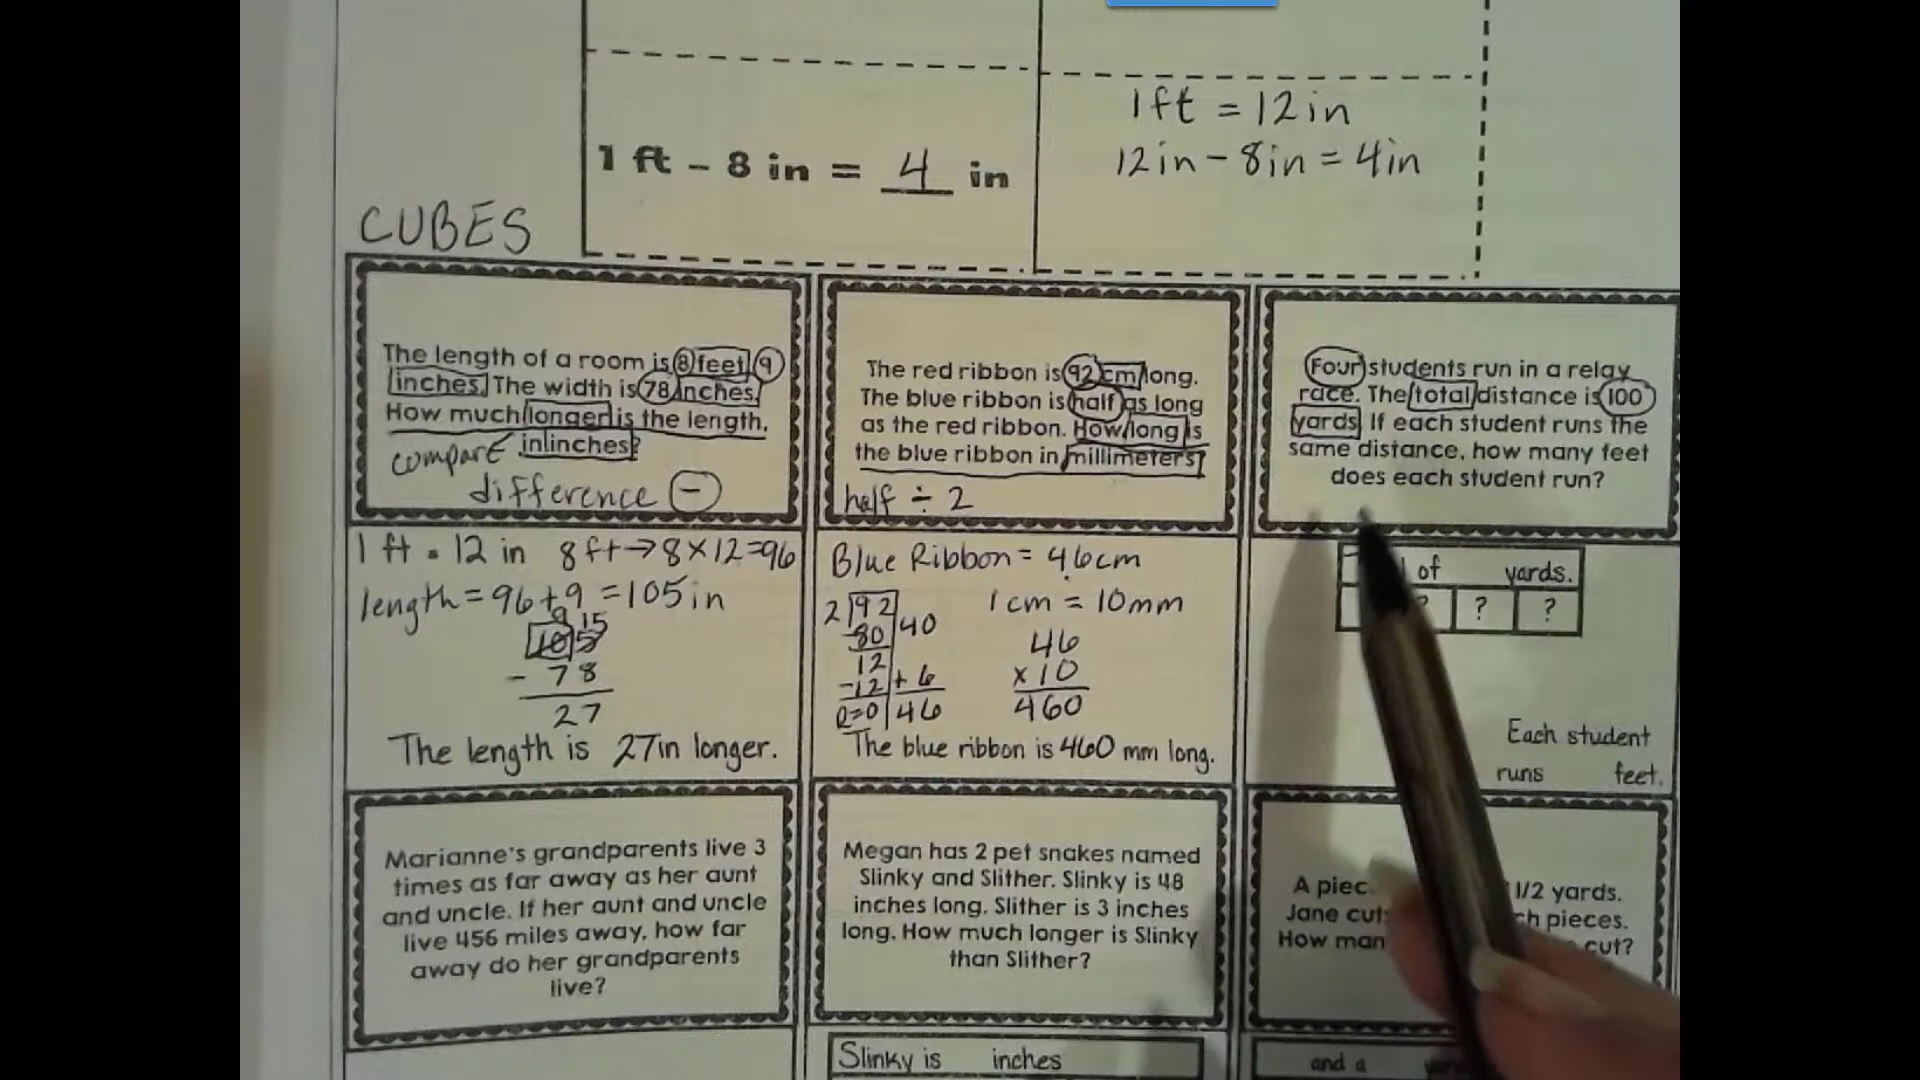 1 ft = 12 in
12 in - 8 in = 4 in
1 ft - 8 in = 4 in
CUBES
The length of a room is 8 feet 9
inches. The width is 78 inches.
How much longer is the length,
in inches?
compare
difference -
The red ribbon is 92 cm long.
The blue ribbon is half as long
as the red ribbon. How long is
the blue ribbon in millimeters?
half ÷ 2
Four students run in a relay
race. The total distance is 100
yards. If each student runs the
same distance, how many feet
does each student run?
1 ft = 12 in 8 ft → 8 x 12 = 96
length = 96 + 9 = 105 in
9 15
105
- 78
27
The length is 27in longer.
Blue Ribbon = 46cm
1 cm = 10mm
2 92
80 40
12
-12 + 6
R=0 46
46
x 10
460
The blue ribbon is 460 mm long.
of yards.
? ? ?
Each student
runs feet.
Marianne's grandparents live 3
times as far away as her aunt
and uncle. If her aunt and uncle
live 456 miles away, how far
away do her grandparents
live?
Megan has 2 pet snakes named
Slinky and Slither. Slinky is 48
inches long. Slither is 3 inches
long. How much longer is Slinky
than Slither?
A 1/2 yards.
Jane pieces.
How cut?
Slinky is inches
and a